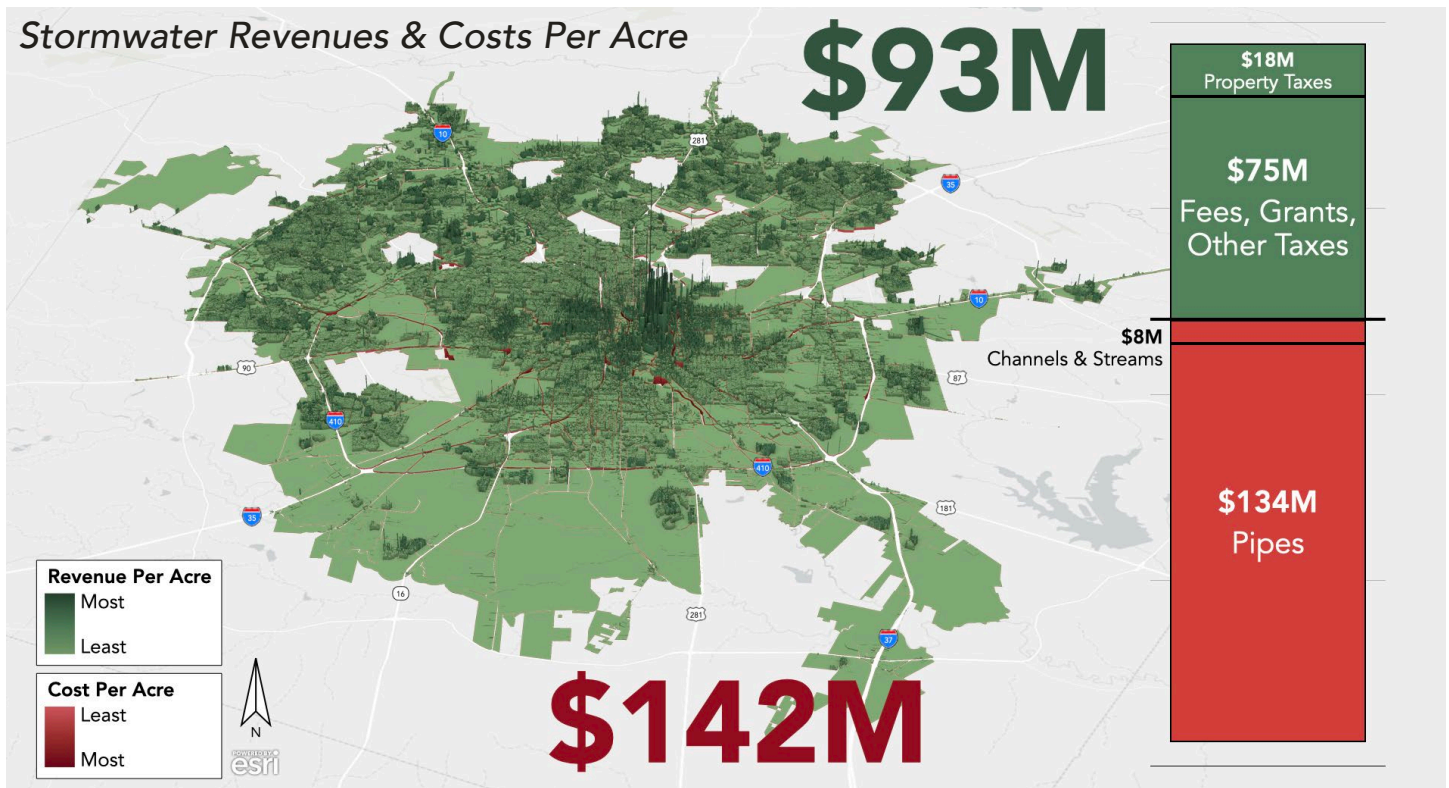 Stormwater Revenues & Costs Per Acre
$93M
$18M
Property Taxes
$75M
Fees, Grants,
Other Taxes
$8M
Channels & Streams
$134M
Pipes
10
281
35
10
90
87
410
410
35
181
16
281
37
Revenue Per Acre
Most
Least
Cost Per Acre
Least
Most
N
POWERED BY
esri
$142M